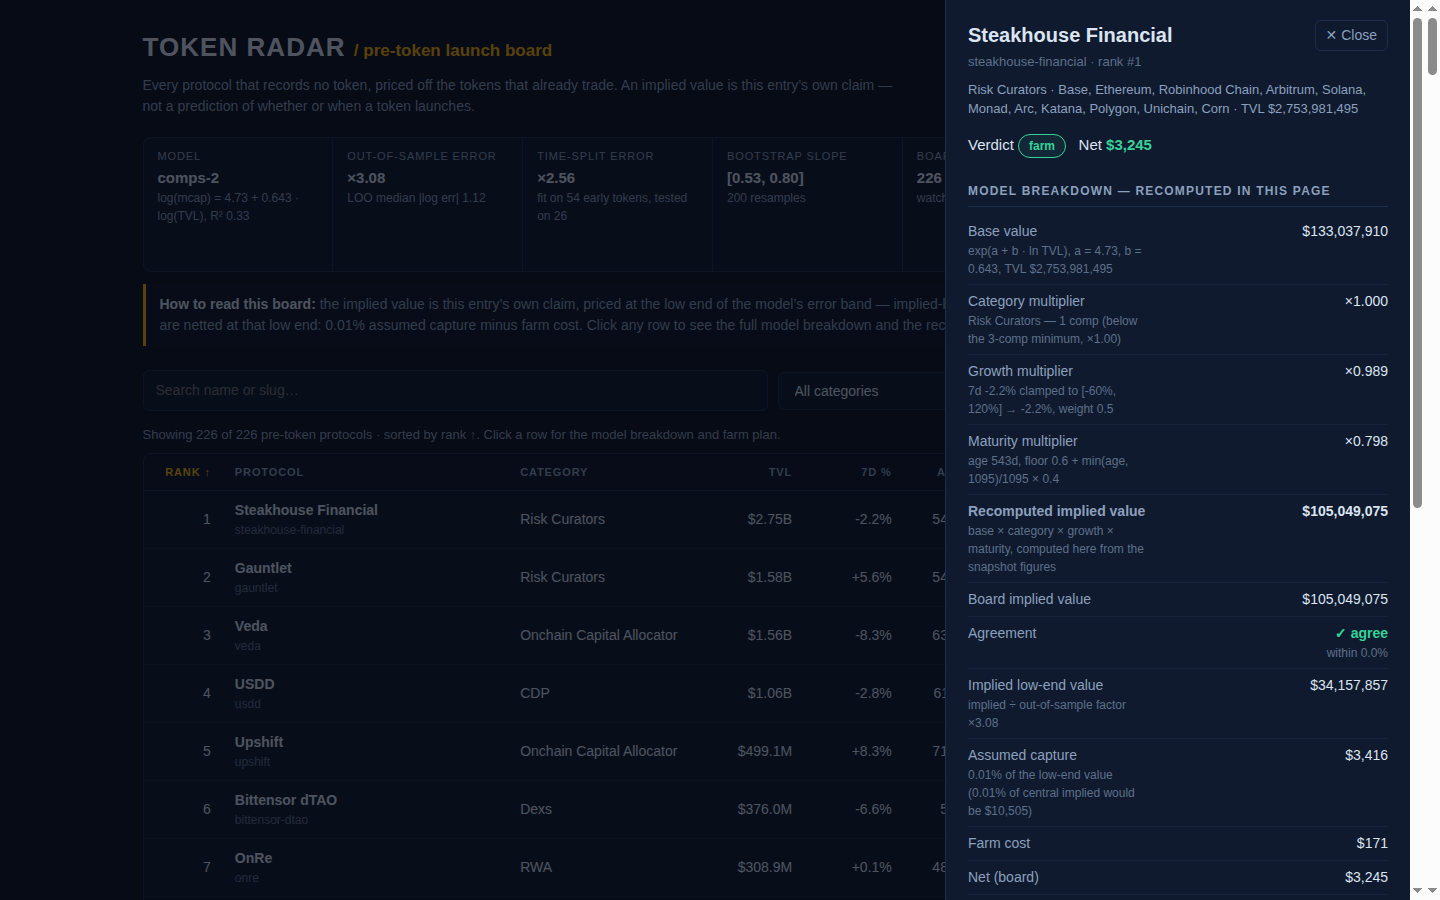 TOKEN RADAR / pre-token launch board
Every protocol that records no token, priced off the tokens that already trade. An implied value is this entry's own claim —
not a prediction of whether or when a token launches.
MODEL
comps-2
log(mcap) = 4.73 + 0.643 ·
log(TVL), R² 0.33
OUT-OF-SAMPLE ERROR
×3.08
LOO median |log err| 1.12
TIME-SPLIT ERROR
×2.56
fit on 54 early tokens, tested
on 26
BOOTSTRAP SLOPE
[0.53, 0.80]
200 resamples
226
How to read this board: the implied value is this entry's own claim, priced at the low end of the model's error band —
are netted at that low end: 0.01% assumed capture minus farm cost. Click any row to see the full model breakdown and the
Search name or slug…
All categories
Showing 226 of 226 pre-token protocols · sorted by rank ↑. Click a row for the model breakdown and farm plan.
RANK ↑ PROTOCOL CATEGORY TVL 7D %
1 Steakhouse Financial Risk Curators $2.75B -2.2%
steakhouse-financial
2 Gauntlet Risk Curators $1.58B +5.6%
gauntlet
3 Veda Onchain Capital Allocator $1.56B -8.3%
veda
4 USDD CDP $1.06B -2.8%
usdd
5 Upshift Onchain Capital Allocator $499.1M +8.3%
upshift
6 Bittensor dTAO Dexs $376.0M -6.6%
bittensor-dtao
7 OnRe RWA $308.9M +0.1%
onre
Steakhouse Financial
✕ Close
steakhouse-financial · rank #1
Risk Curators · Base, Ethereum, Robinhood Chain, Arbitrum, Solana,
Monad, Arc, Katana, Polygon, Unichain, Corn · TVL $2,753,981,495
Verdict farm Net $3,245
MODEL BREAKDOWN — RECOMPUTED IN THIS PAGE
Base value $133,037,910
exp(a + b · ln TVL), a = 4.73, b =
0.643, TVL $2,753,981,495
Category multiplier ×1.000
Risk Curators — 1 comp (below
the 3-comp minimum, ×1.00)
Growth multiplier ×0.989
7d -2.2% clamped to [-60%,
120%] → -2.2%, weight 0.5
Maturity multiplier ×0.798
age 543d, floor 0.6 + min(age,
1095)/1095 × 0.4
Recomputed implied value $105,049,075
base × category × growth ×
maturity, computed here from the
snapshot figures
Board implied value $105,049,075
Agreement ✓ agree
within 0.0%
Implied low-end value $34,157,857
implied ÷ out-of-sample factor
×3.08
Assumed capture $3,416
0.01% of the low-end value
(0.01% of central implied would
be $10,505)
Farm cost $171
Net (board) $3,245